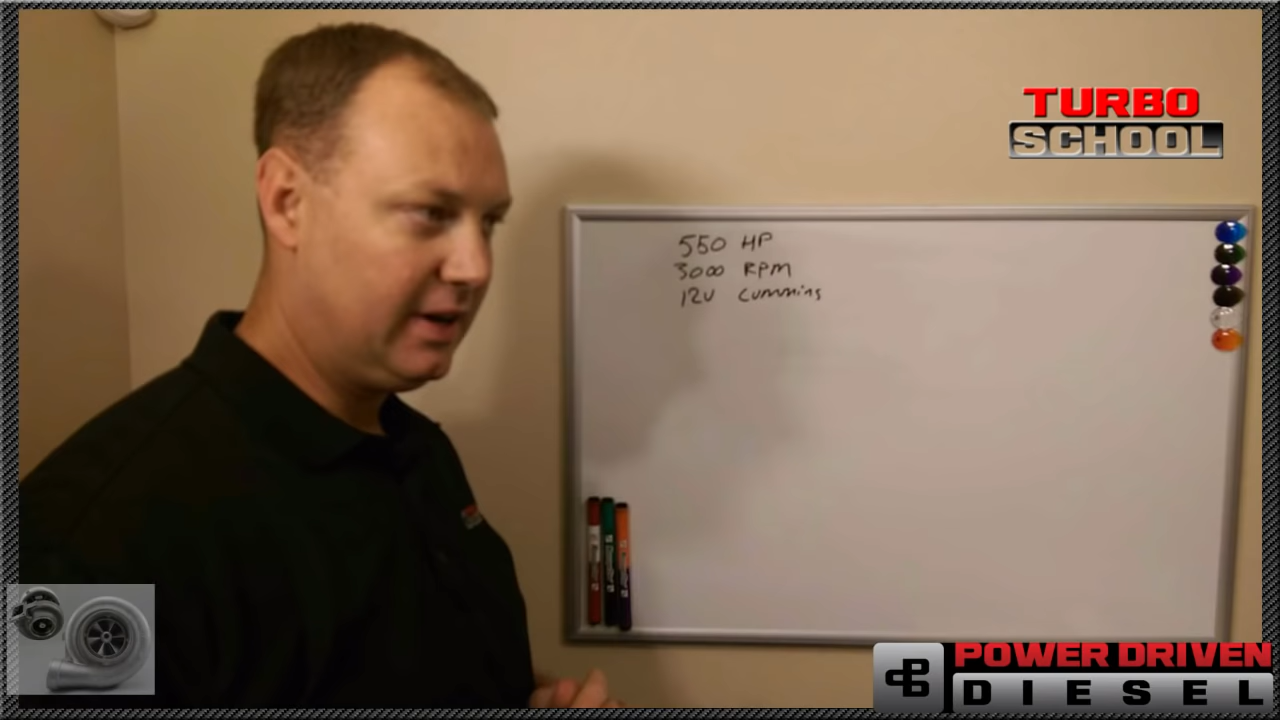 TURBO
SCHOOL
550 HP
3000 RPM
12V Cummins
POWER DRIVEN
DIESEL